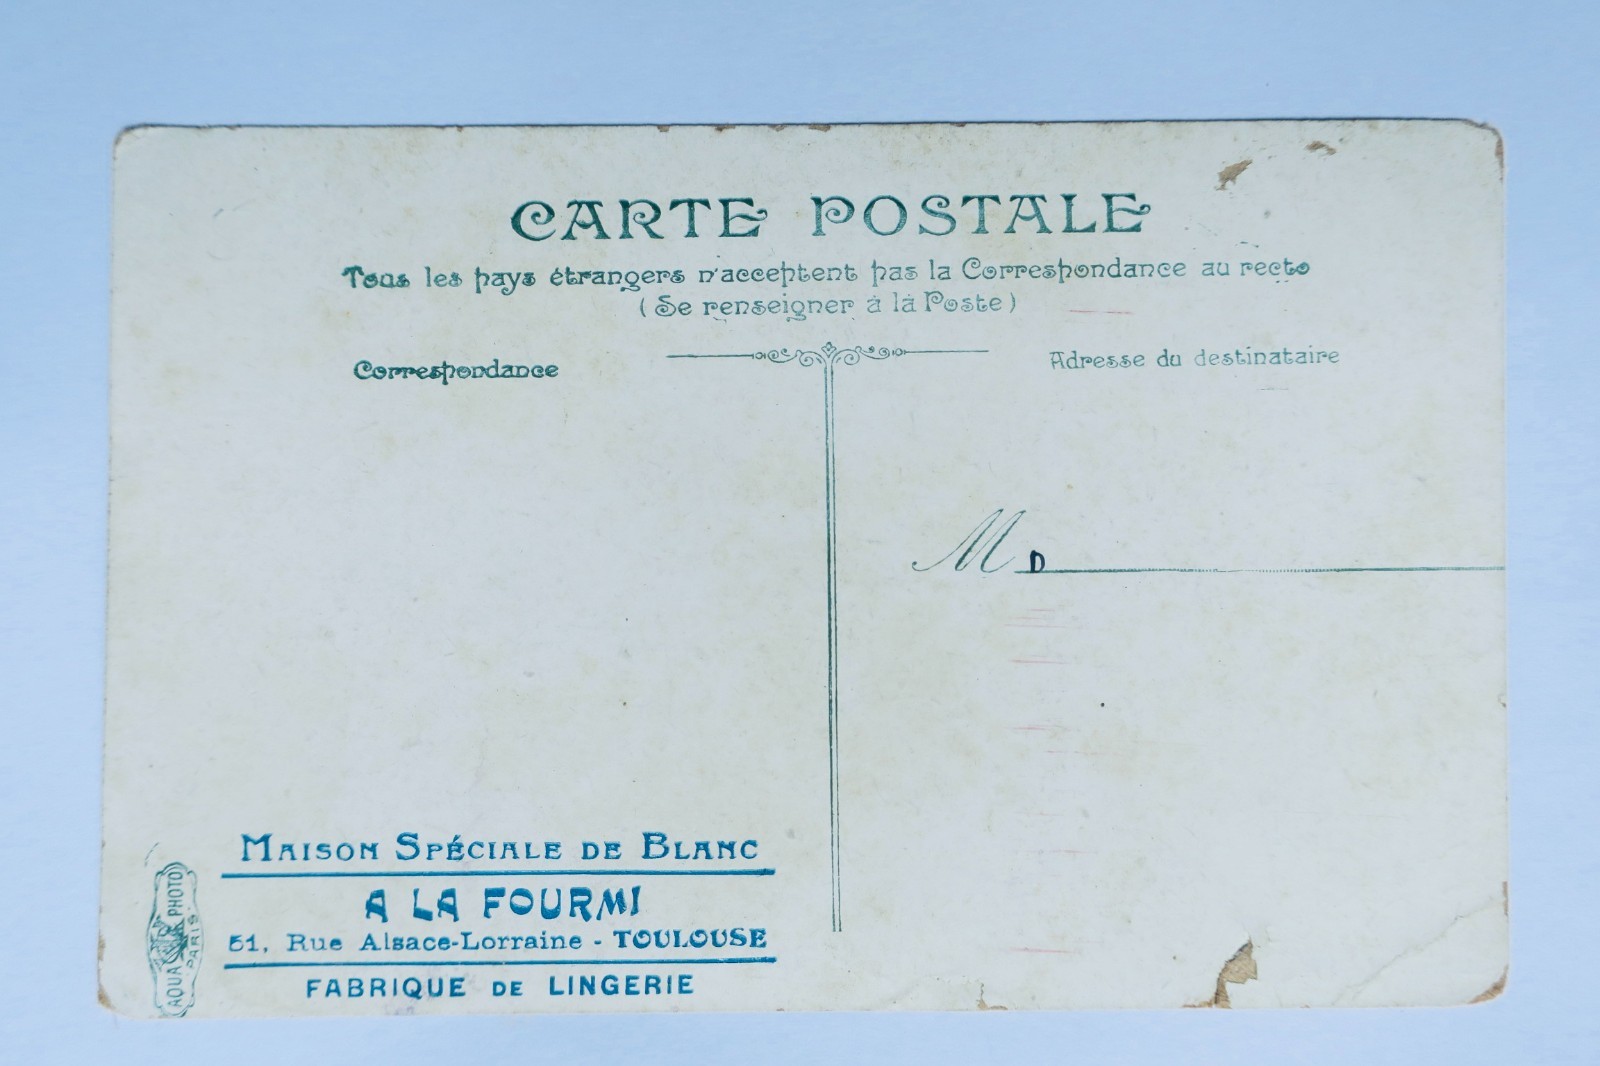 CARTE POSTALE
Tous les pays étrangers n'acceptent pas la Correspondance au recto
(Se renseigner à la Poste)
Correspondance
Adresse du destinataire
M D
MAISON SPÉCIALE DE BLANC
A LA FOURMI
51, Rue Alsace-Lorraine - TOULOUSE
FABRIQUE DE LINGERIE
AQUA PHOTO
PARIS